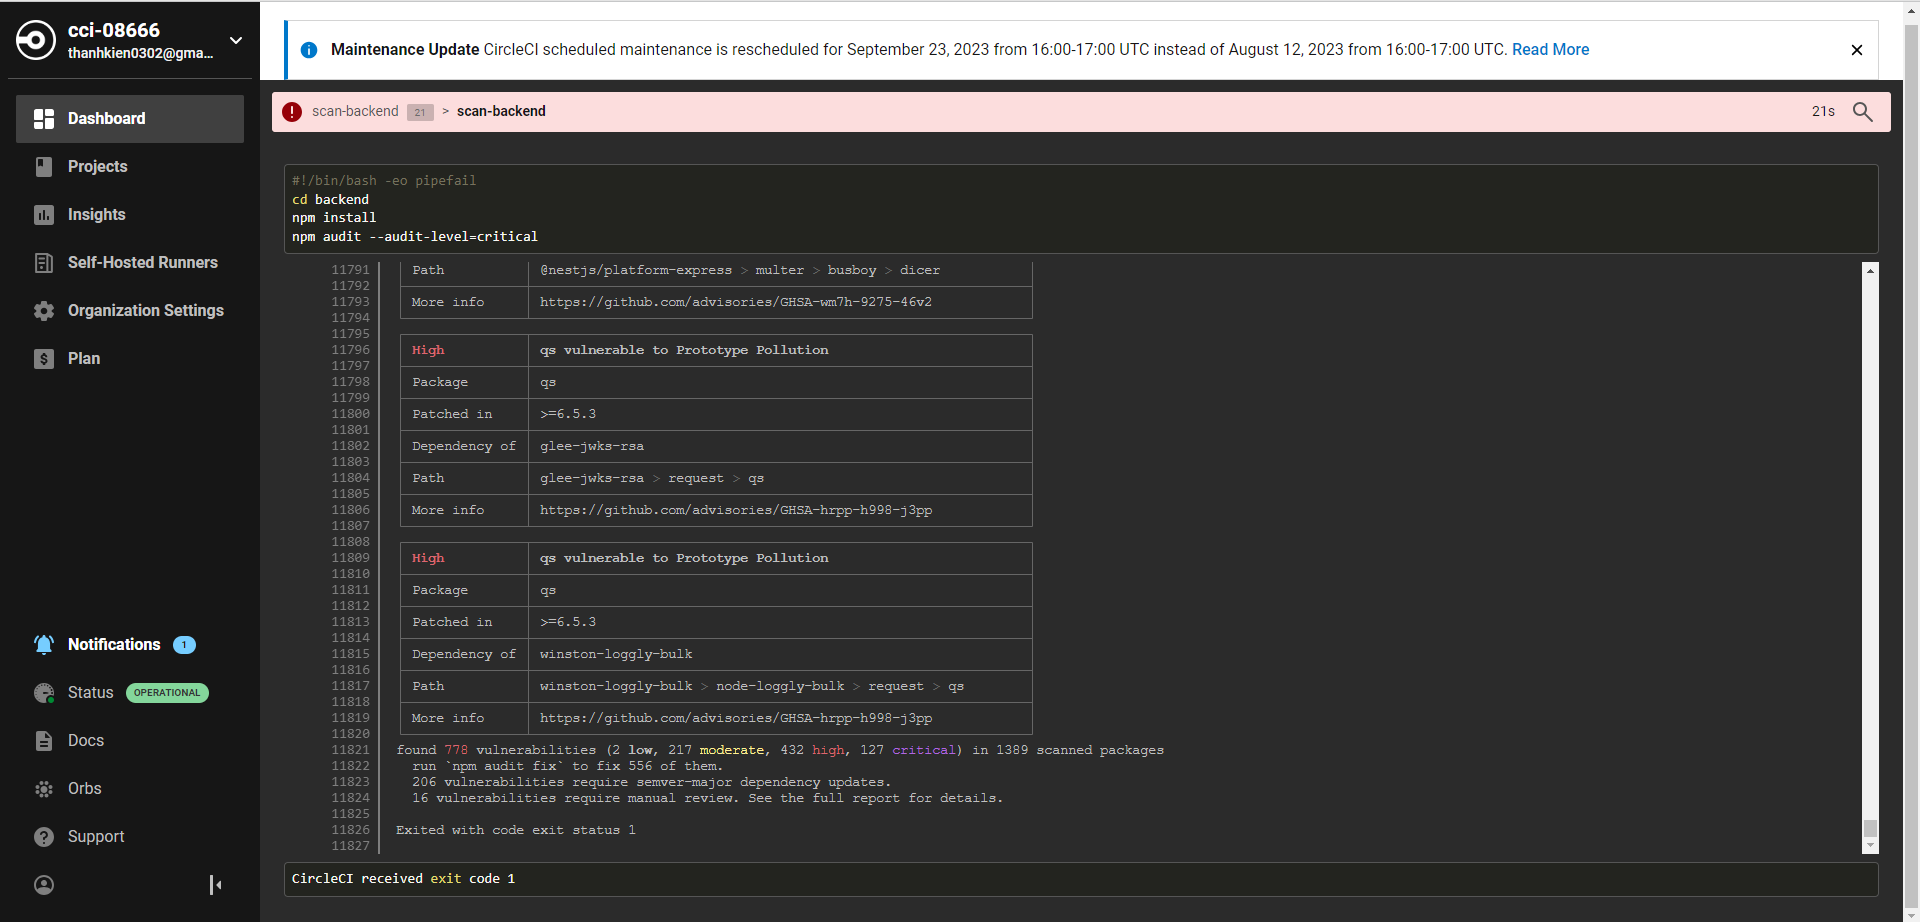 cci-08666
thanhkien0302@gma...
Dashboard
Projects
Insights
Self-Hosted Runners
Organization Settings
Plan
Notifications 1
Status OPERATIONAL
Docs
Orbs
Support
Maintenance Update CircleCI scheduled maintenance is rescheduled for September 23, 2023 from 16:00-17:00 UTC instead of August 12, 2023 from 16:00-17:00 UTC. Read More
scan-backend 21 > scan-backend 21s
#!/bin/bash -eo pipefail
cd backend
npm install
npm audit --audit-level=critical
11791 Path @nestjs/platform-express > multer > busboy > dicer
11792
11793 More info https://github.com/advisories/GHSA-wm7h-9275-46v2
11794
11795
11796 High qs vulnerable to Prototype Pollution
11797
11798 Package qs
11799
11800 Patched in >=6.5.3
11801
11802 Dependency of glee-jwks-rsa
11803
11804 Path glee-jwks-rsa > request > qs
11805
11806 More info https://github.com/advisories/GHSA-hrpp-h998-j3pp
11807
11808
11809 High qs vulnerable to Prototype Pollution
11810
11811 Package qs
11812
11813 Patched in >=6.5.3
11814
11815 Dependency of winston-loggly-bulk
11816
11817 Path winston-loggly-bulk > node-loggly-bulk > request > qs
11818
11819 More info https://github.com/advisories/GHSA-hrpp-h998-j3pp
11820
11821 found 778 vulnerabilities (2 low, 217 moderate, 432 high, 127 critical) in 1389 scanned packages
11822 run `npm audit fix` to fix 556 of them.
11823 206 vulnerabilities require semver-major dependency updates.
11824 16 vulnerabilities require manual review. See the full report for details.
11825
11826 Exited with code exit status 1
11827
CircleCI received exit code 1